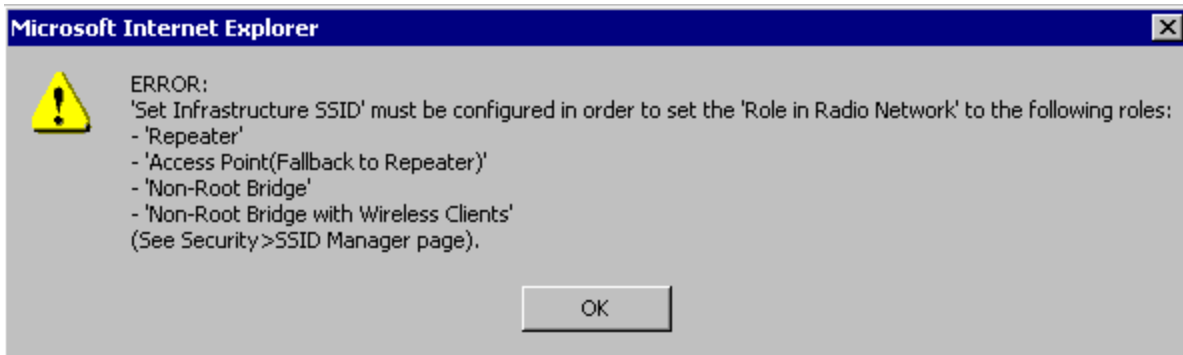 Microsoft Internet Explorer
ERROR:
'Set Infrastructure SSID' must be configured in order to set the 'Role in Radio Network' to the following roles:
- 'Repeater'
- 'Access Point(Fallback to Repeater)'
- 'Non-Root Bridge'
- 'Non-Root Bridge with Wireless Clients'
(See Security>SSID Manager page).
OK